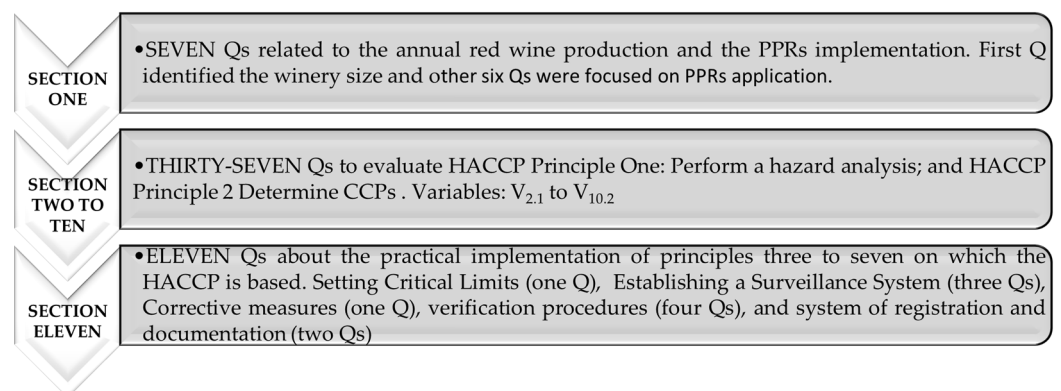 SECTION
ONE
•SEVEN Qs related to the annual red wine production and the PPRs implementation. First Q
identified the winery size and other six Qs were focused on PPRs application.
SECTION
TWO TO
TEN
•THIRTY-SEVEN Qs to evaluate HACCP Principle One: Perform a hazard analysis; and HACCP
Principle 2 Determine CCPs . Variables: V2.1 to V10.2
SECTION
ELEVEN
•ELEVEN Qs about the practical implementation of principles three to seven on which the
HACCP is based. Setting Critical Limits (one Q), Establishing a Surveillance System (three Qs),
Corrective measures (one Q), verification procedures (four Qs), and system of registration and
documentation (two Qs)